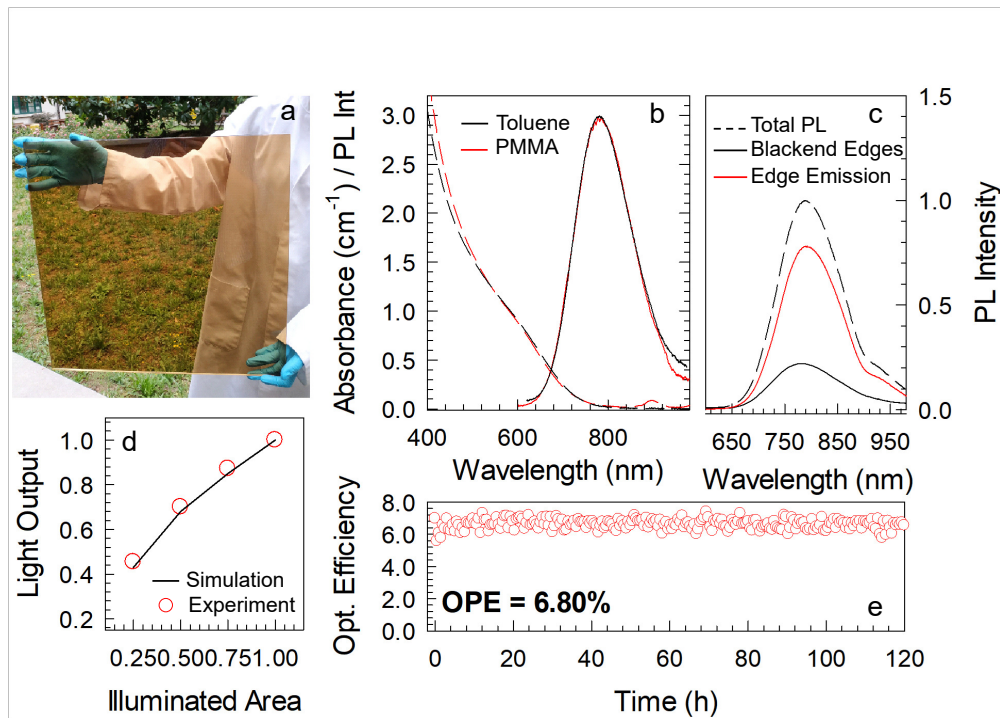 a
Absorbance (cm⁻¹) / PL Int
3.0
2.5
2.0
1.5
1.0
0.5
0.0
b
Toluene
PMMA
400
600
800
Wavelength (nm)
c
Total PL
Blackend Edges
Edge Emission
1.5
1.0
0.5
0.0
PL Intensity
650
750
850
950
Wavelength (nm)
d
Light Output
1.0
0.8
0.6
0.4
0.2
Simulation
Experiment
0.250.500.751.00
Illuminated Area
Opt. Efficiency
8.0
6.0
4.0
2.0
0.0
OPE = 6.80%
e
0
20
40
60
80
100
120
Time (h)